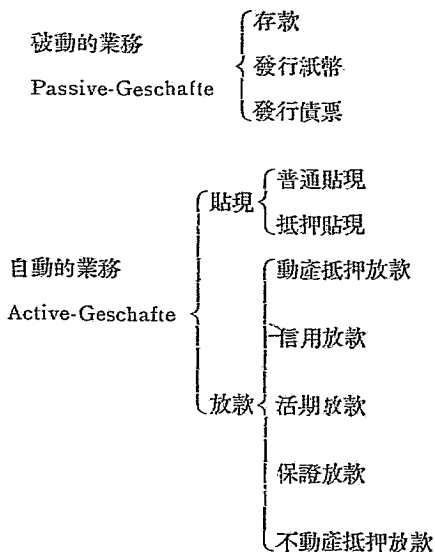 存款
破動的業務
發行紙幣
Passive-Geschafte
發行債票
普通貼現
貼現
抵押貼現
自動的業務
動產抵押放款
Active-Geschafte
信用放款
放款
活期放款
保證放款
不動產抵押放款